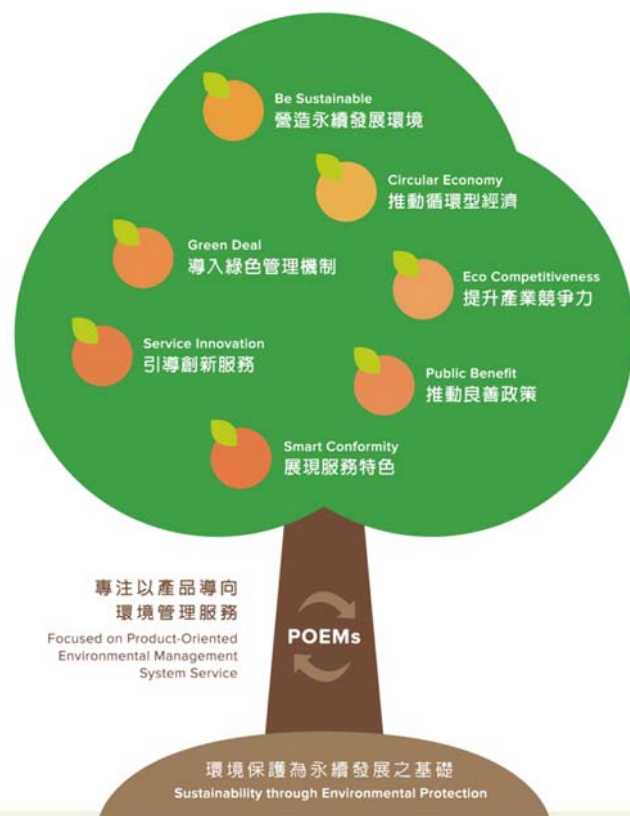 Be Sustainable
營造永續發展環境
Circular Economy
推動循環型經濟
Green Deal
導入綠色管理機制
Eco Competitiveness
提升產業競爭力
Service Innovation
引導創新服務
Public Benefit
推動良善政策
Smart Conformity
展現服務特色
專注以產品導向
環境管理服務
Focused on Product-Oriented
Environmental Management
System Service
POEMs
環境保護為永續發展之基礎
Sustainability through Environmental Protection